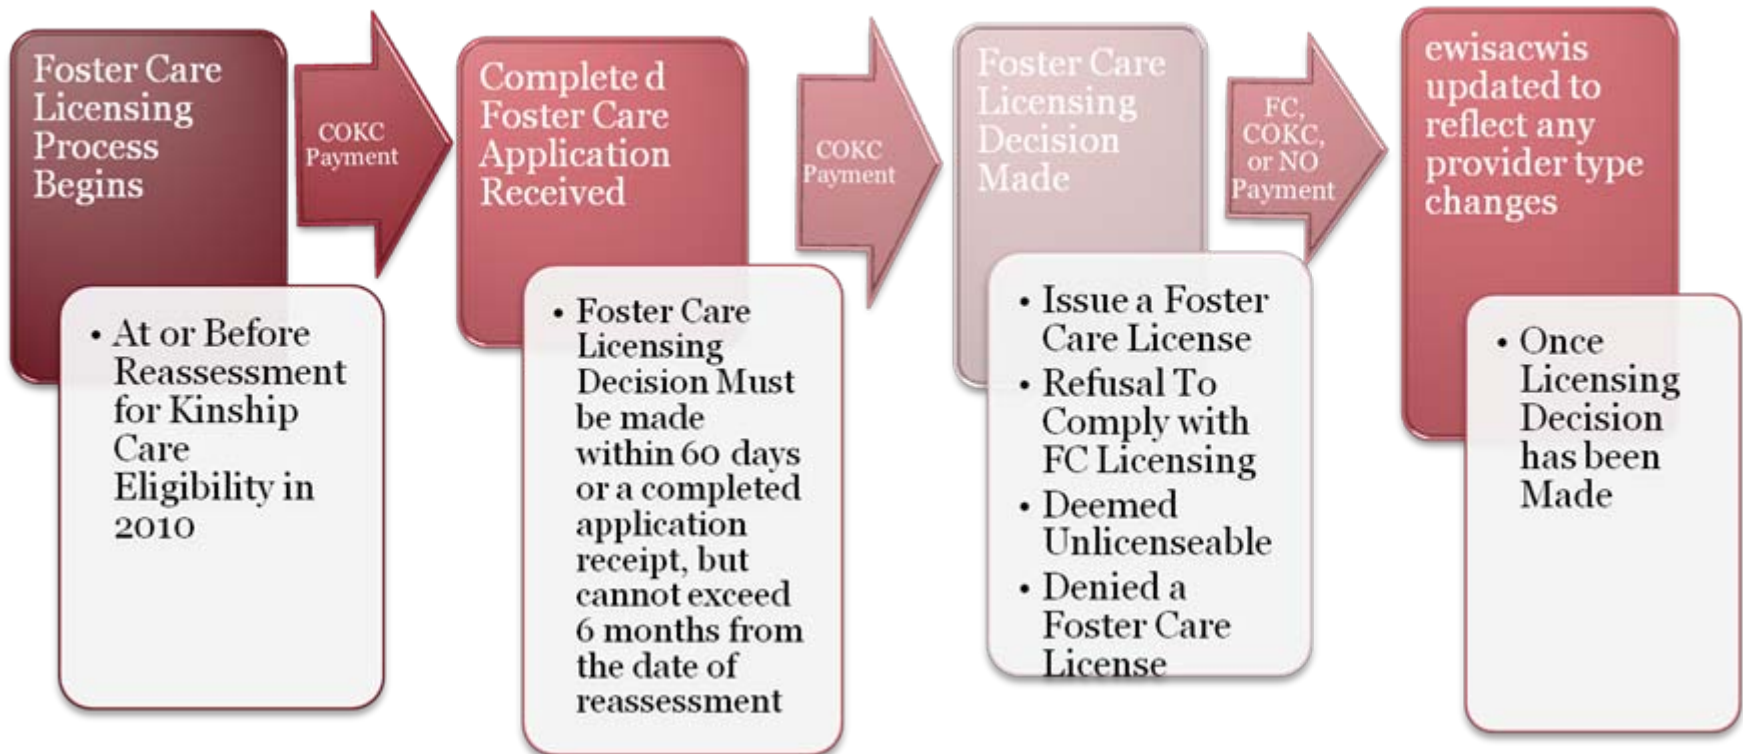 Foster Care
Licensing
Process
Begins
• At or Before
Reassessment
for Kinship
Care
Eligibility in
2010
COKC
Payment
Complete d
Foster Care
Application
Received
• Foster Care
Licensing
Decision Must
be made
within 60 days
or a completed
application
receipt, but
cannot exceed
6 months from
the date of
reassessment
COKC
Payment
Foster Care
Licensing
Decision
Made
• Issue a Foster
Care License
• Refusal To
Comply with
FC Licensing
• Deemed
Unlicenseable
• Denied a
Foster Care
License
FC,
COKC,
or NO
Payment
ewisacwis
updated to
reflect any
provider type
changes
• Once
Licensing
Decision
has been
Made